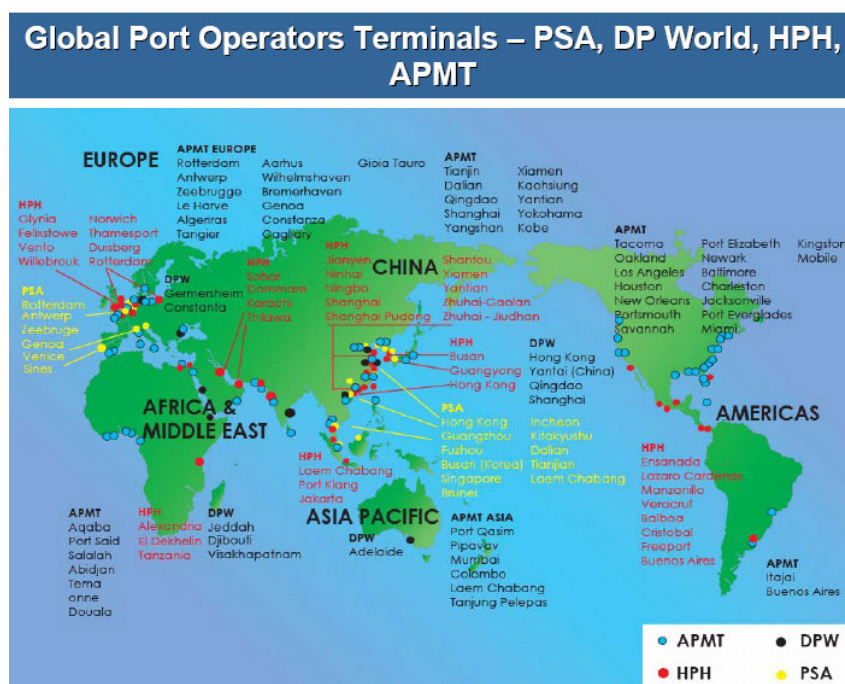 Global Port Operators Terminals – PSA, DP World, HPH,
APMT
EUROPE
APMT EUROPE
Rotterdam
Antwerp
Zeebrugge
Le Harve
Algeriras
Tangier
Aarhus
Wilhelmshaven
Bremerhaven
Genoa
Constanza
Cagliary
Gioia Tauro
APMT
Tianjin
Dalian
Qingdao
Shanghai
Yangshan
Xiamen
Kaohsiung
Yantian
Yokohama
Kobe
HPH
Glynia
Felixstowe
Vento
Willebrouk
Norwich
Thamesport
Duisberg
Rotterdam
PSA
Rotterdam
Antwerp
Zeebruge
Genoa
Venice
Sines
DPW
Germersheim
Constanta
HPH
Sohar
Dammam
Karachi
Thilawa
HPH
Jianyen
Ninhai
Ningbo
Shanghai
Shanghai Pudong
CHINA
Shantou
Xiamen
Yantian
Zhuhai-Gaolan
Zhuhai - Jiudhan
HPH
Busan
Guangyong
Hong Kong
DPW
Hong Kong
Yantai (China)
Qingdao
Shanghai
PSA
Hong Kong
Guangzhou
Fuzhou
Busan (Korea)
Singapore
Brunei
Incheon
Kitakyushu
Dalian
Tianjian
Laem Chabang
APMT
Tacoma
Oakland
Los Angeles
Houston
New Orleans
Portsmouth
Savannah
Port Elizabeth
Newark
Baltimore
Charleston
Jacksonville
Port Everglades
Miami
Kingston
Mobile
AFRICA &
MIDDLE EAST
AMERICAS
HPH
Laem Chabang
Port Klang
Jakarta
ASIA PACIFIC
DPW
Adelaide
APMT ASIA
Port Qasim
Pipavav
Mumbai
Colombo
Laem Chabang
Tanjung Pelepas
APMT
Aqaba
Port Said
Salalah
Abidjan
Tema
onne
Douala
HPH
Alexandria
El Dekhelin
Tanzania
DPW
Jeddah
Djibouti
Visakhapatnam
HPH
Ensanada
Lazaro Cardenas
Manzanillo
Veracrut
Balboa
Cristobal
Freeport
Buenos Aires
APMT
Itajai
Buenos Aires
APMT
DPW
HPH
PSA